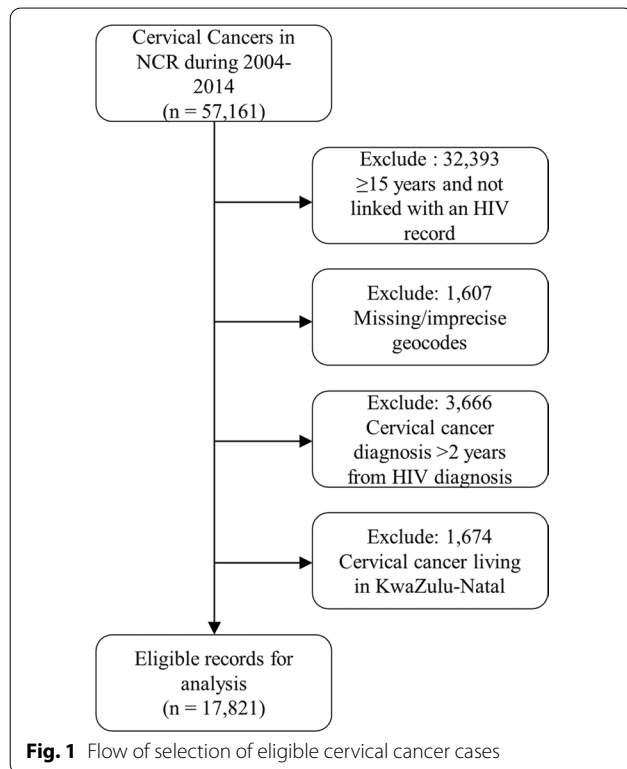 Cervical Cancers in
NCR during 2004-
2014
(n = 57,161)
Exclude : 32,393
≥15 years and not
linked with an HIV
record
Exclude: 1,607
Missing/imprecise
geocodes
Exclude: 3,666
Cervical cancer
diagnosis >2 years
from HIV diagnosis
Exclude: 1,674
Cervical cancer living
in KwaZulu-Natal
Eligible records for
analysis
(n = 17,821)
Fig. 1 Flow of selection of eligible cervical cancer cases